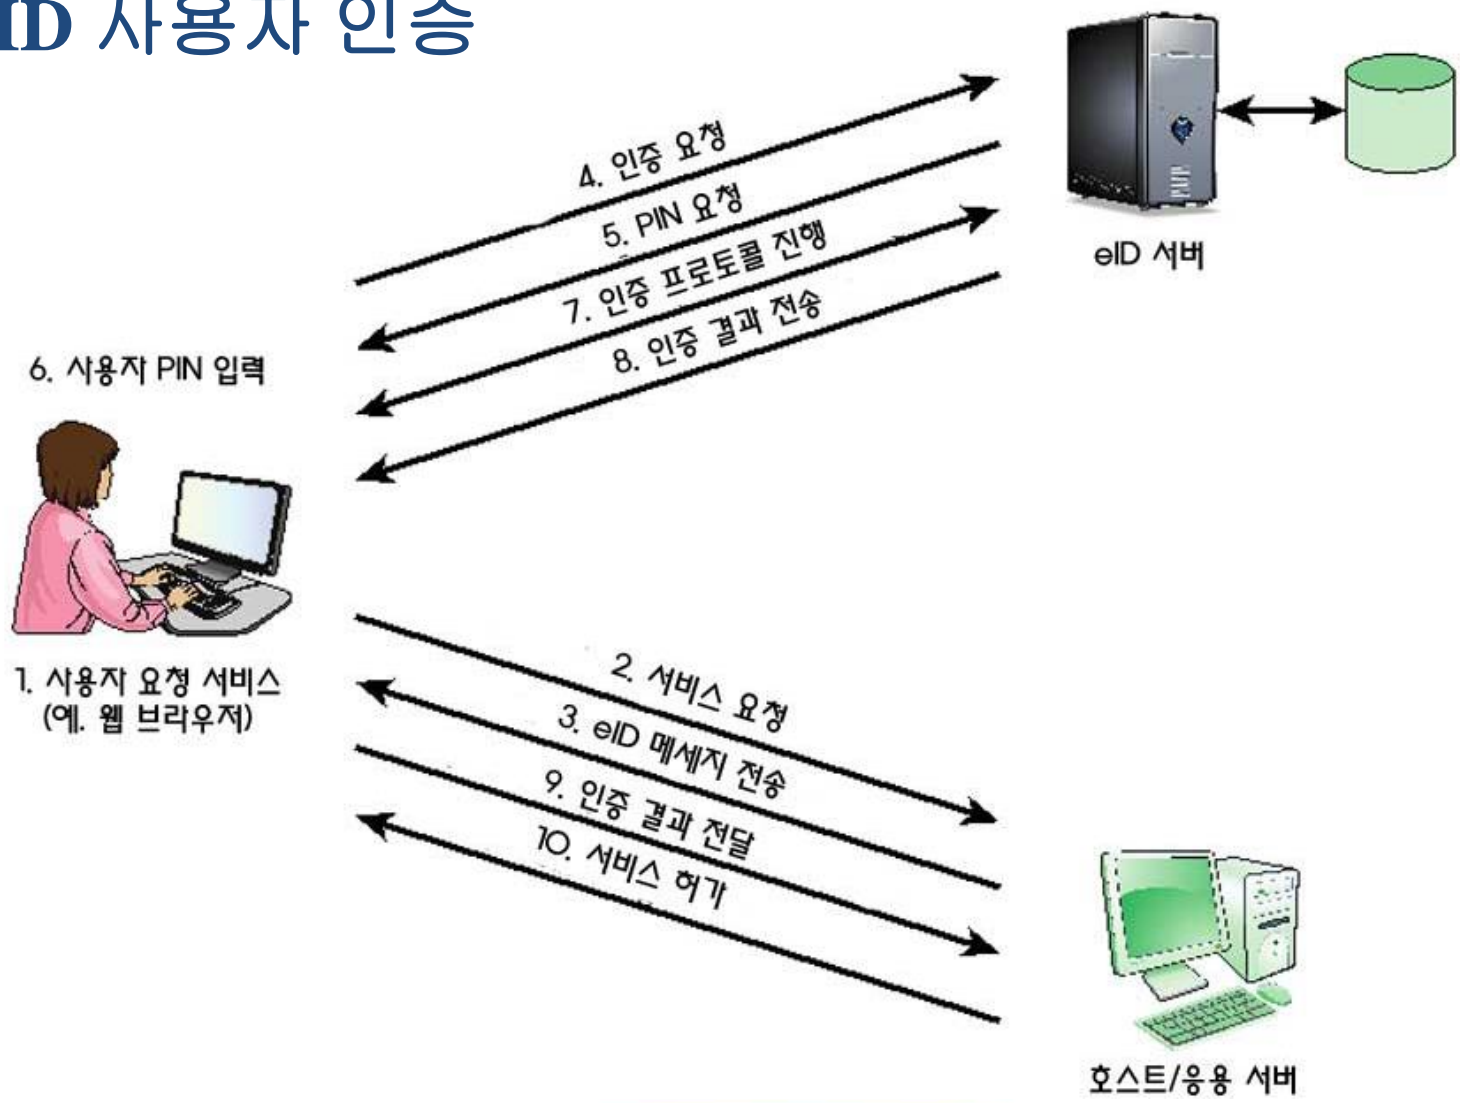 ID 사용자 인증
4. 인증 요청
5. PIN 요청
7. 인증 프로토콜 진행
8. 인증 결과 전송
eID 서버
6. 사용자 PIN 입력
1. 사용자 요청 서비스
(예. 웹 브라우저)
2. 서비스 요청
3. eID 메세지 전송
9. 인증 결과 전달
10. 서비스 허가
호스트/응용 서버